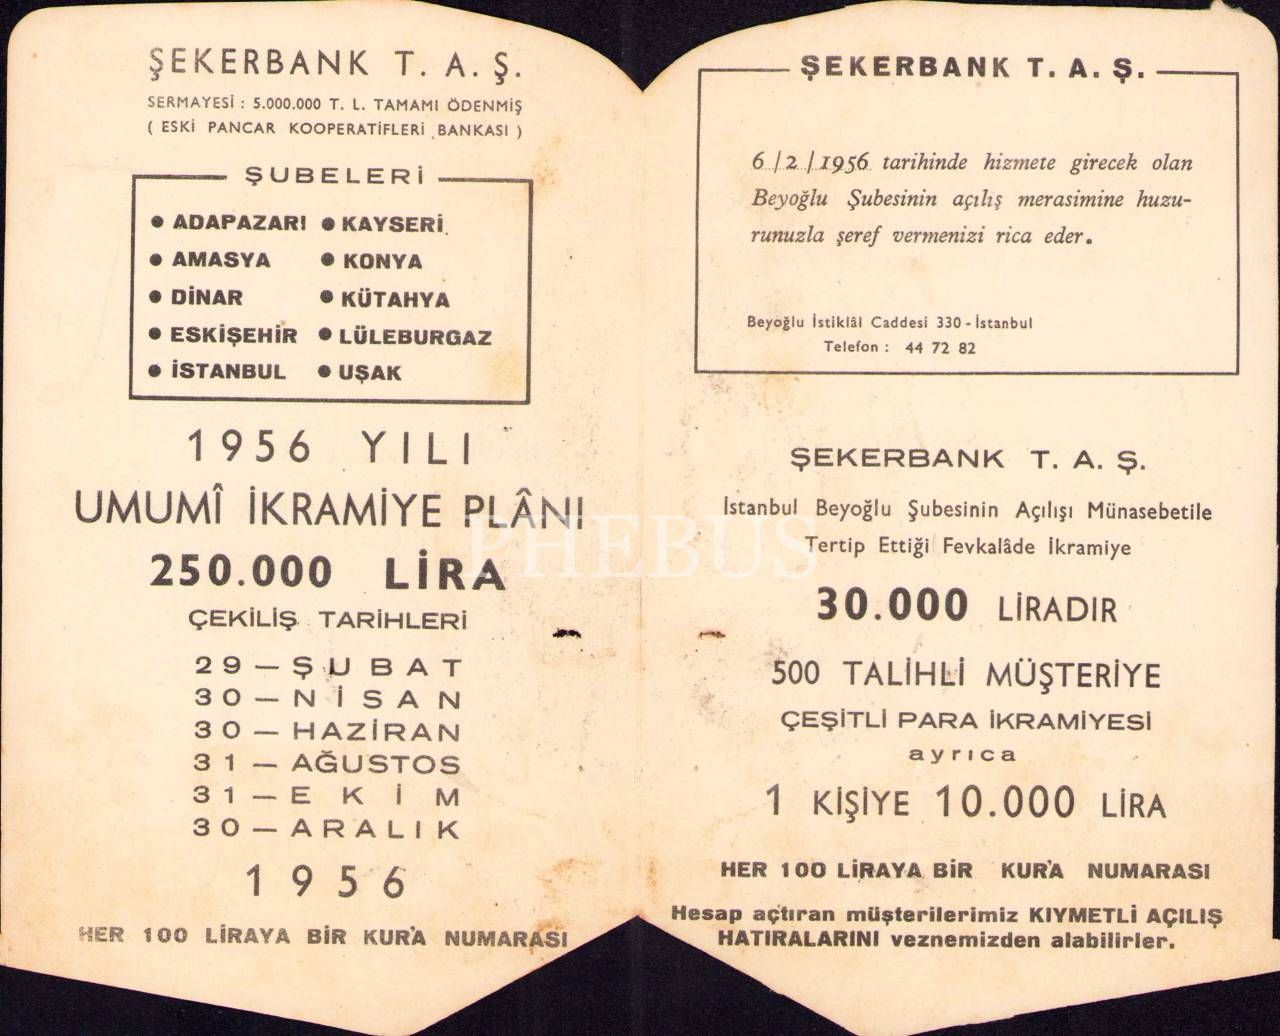 ŞEKERBANK T. A. Ş.
SERMAYESİ : 5.000.000 T. L. TAMAMI ÖDENMİŞ
( ESKİ PANCAR KOOPERATİFLERİ BANKASI )
ŞUBELERİ
● ADAPAZARI ● KAYSERİ
● AMASYA ● KONYA
● DİNAR ● KÜTAHYA
● ESKİŞEHİR ● LÜLEBURGAZ
● İSTANBUL ● UŞAK
1956 YILI
UMUMÎ İKRAMİYE PLÂNI
250.000 LİRA
ÇEKİLİŞ TARİHLERİ
29 — ŞUBAT
30 — NİSAN
30 — HAZİRAN
31 — AĞUSTOS
31 — EKİM
30 — ARALIK
1956
HER 100 LİRAYA BİR KUR'A NUMARASI
ŞEKERBANK T. A. Ş.
6/2/1956 tarihinde hizmete girecek olan
Beyoğlu Şubesinin açılış merasimine huzu-
runuzla şeref vermenizi rica eder.
Beyoğlu İstiklâl Caddesi 330 - İstanbul
Telefon : 44 72 82
ŞEKERBANK T. A. Ş.
İstanbul Beyoğlu Şubesinin Açılışı Münasebetile
Tertip Ettiği Fevkalâde İkramiye
30.000 LİRADIR
500 TALİHLİ MÜŞTERİYE
ÇEŞİTLİ PARA İKRAMİYESİ
ayrıca
1 KİŞİYE 10.000 LİRA
HER 100 LİRAYA BİR KUR'A NUMARASI
Hesap açtıran müşterilerimiz KIYMETLİ AÇILIŞ
HATIRALARINI veznemizden alabilirler.
PHEBUS